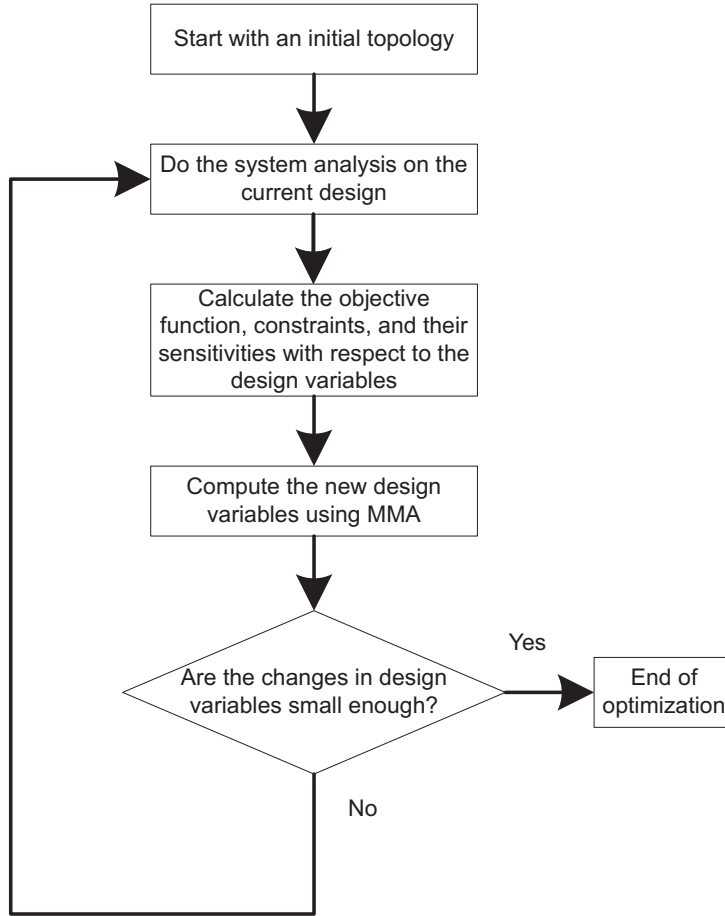 Start with an initial topology
Do the system analysis on the
current design
Calculate the objective
function, constraints, and their
sensitivities with respect to the
design variables
Compute the new design
variables using MMA
Are the changes in design
variables small enough?
Yes
End of
optimization
No